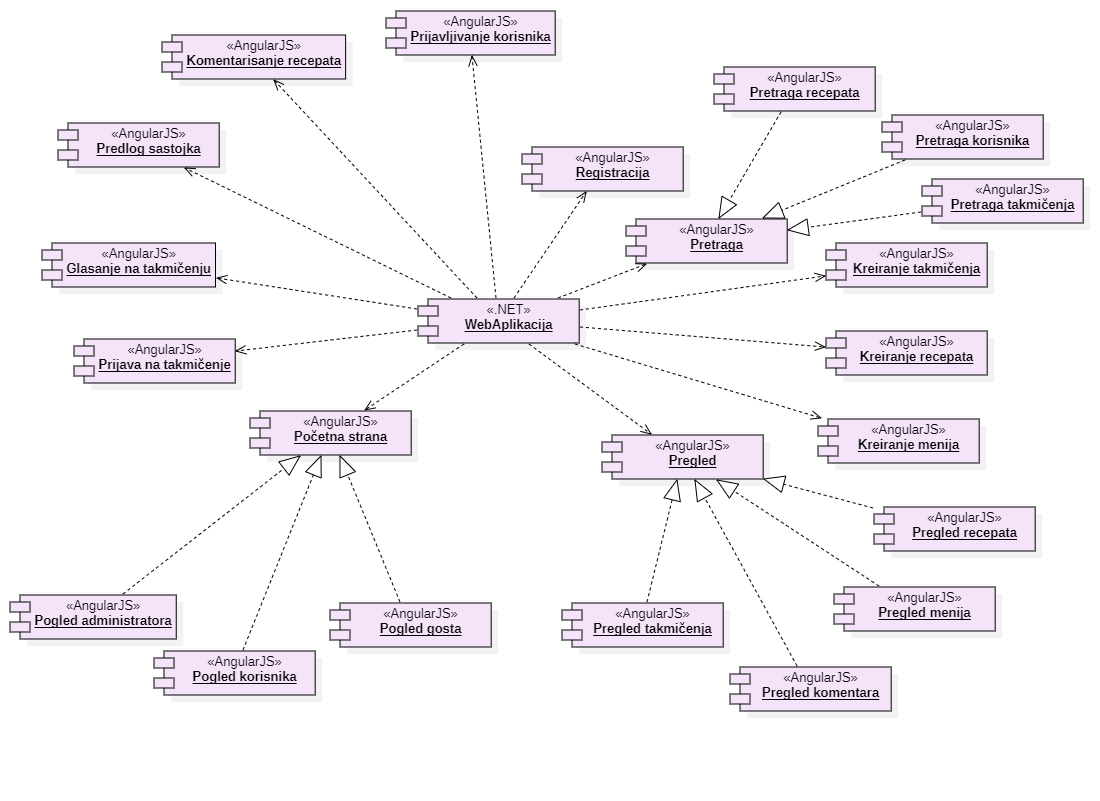 «AngularJS»
Prijavljivanje korisnika
«AngularJS»
Komentarisanje recepata
«AngularJS»
Pretraga recepata
«AngularJS»
Pretraga korisnika
«AngularJS»
Predlog sastojka
«AngularJS»
Registracija
«AngularJS»
Pretraga takmičenja
«AngularJS»
Pretraga
«AngularJS»
Glasanje na takmičenju
«AngularJS»
Kreiranje takmičenja
«.NET»
WebAplikacija
«AngularJS»
Kreiranje recepata
«AngularJS»
Prijava na takmičenje
«AngularJS»
Početna strana
«AngularJS»
Kreiranje menija
«AngularJS»
Pregled
«AngularJS»
Pregled recepata
«AngularJS»
Pregled menija
«AngularJS»
Pogled administratora
«AngularJS»
Pogled gosta
«AngularJS»
Pregled takmičenja
«AngularJS»
Pogled korisnika
«AngularJS»
Pregled komentara